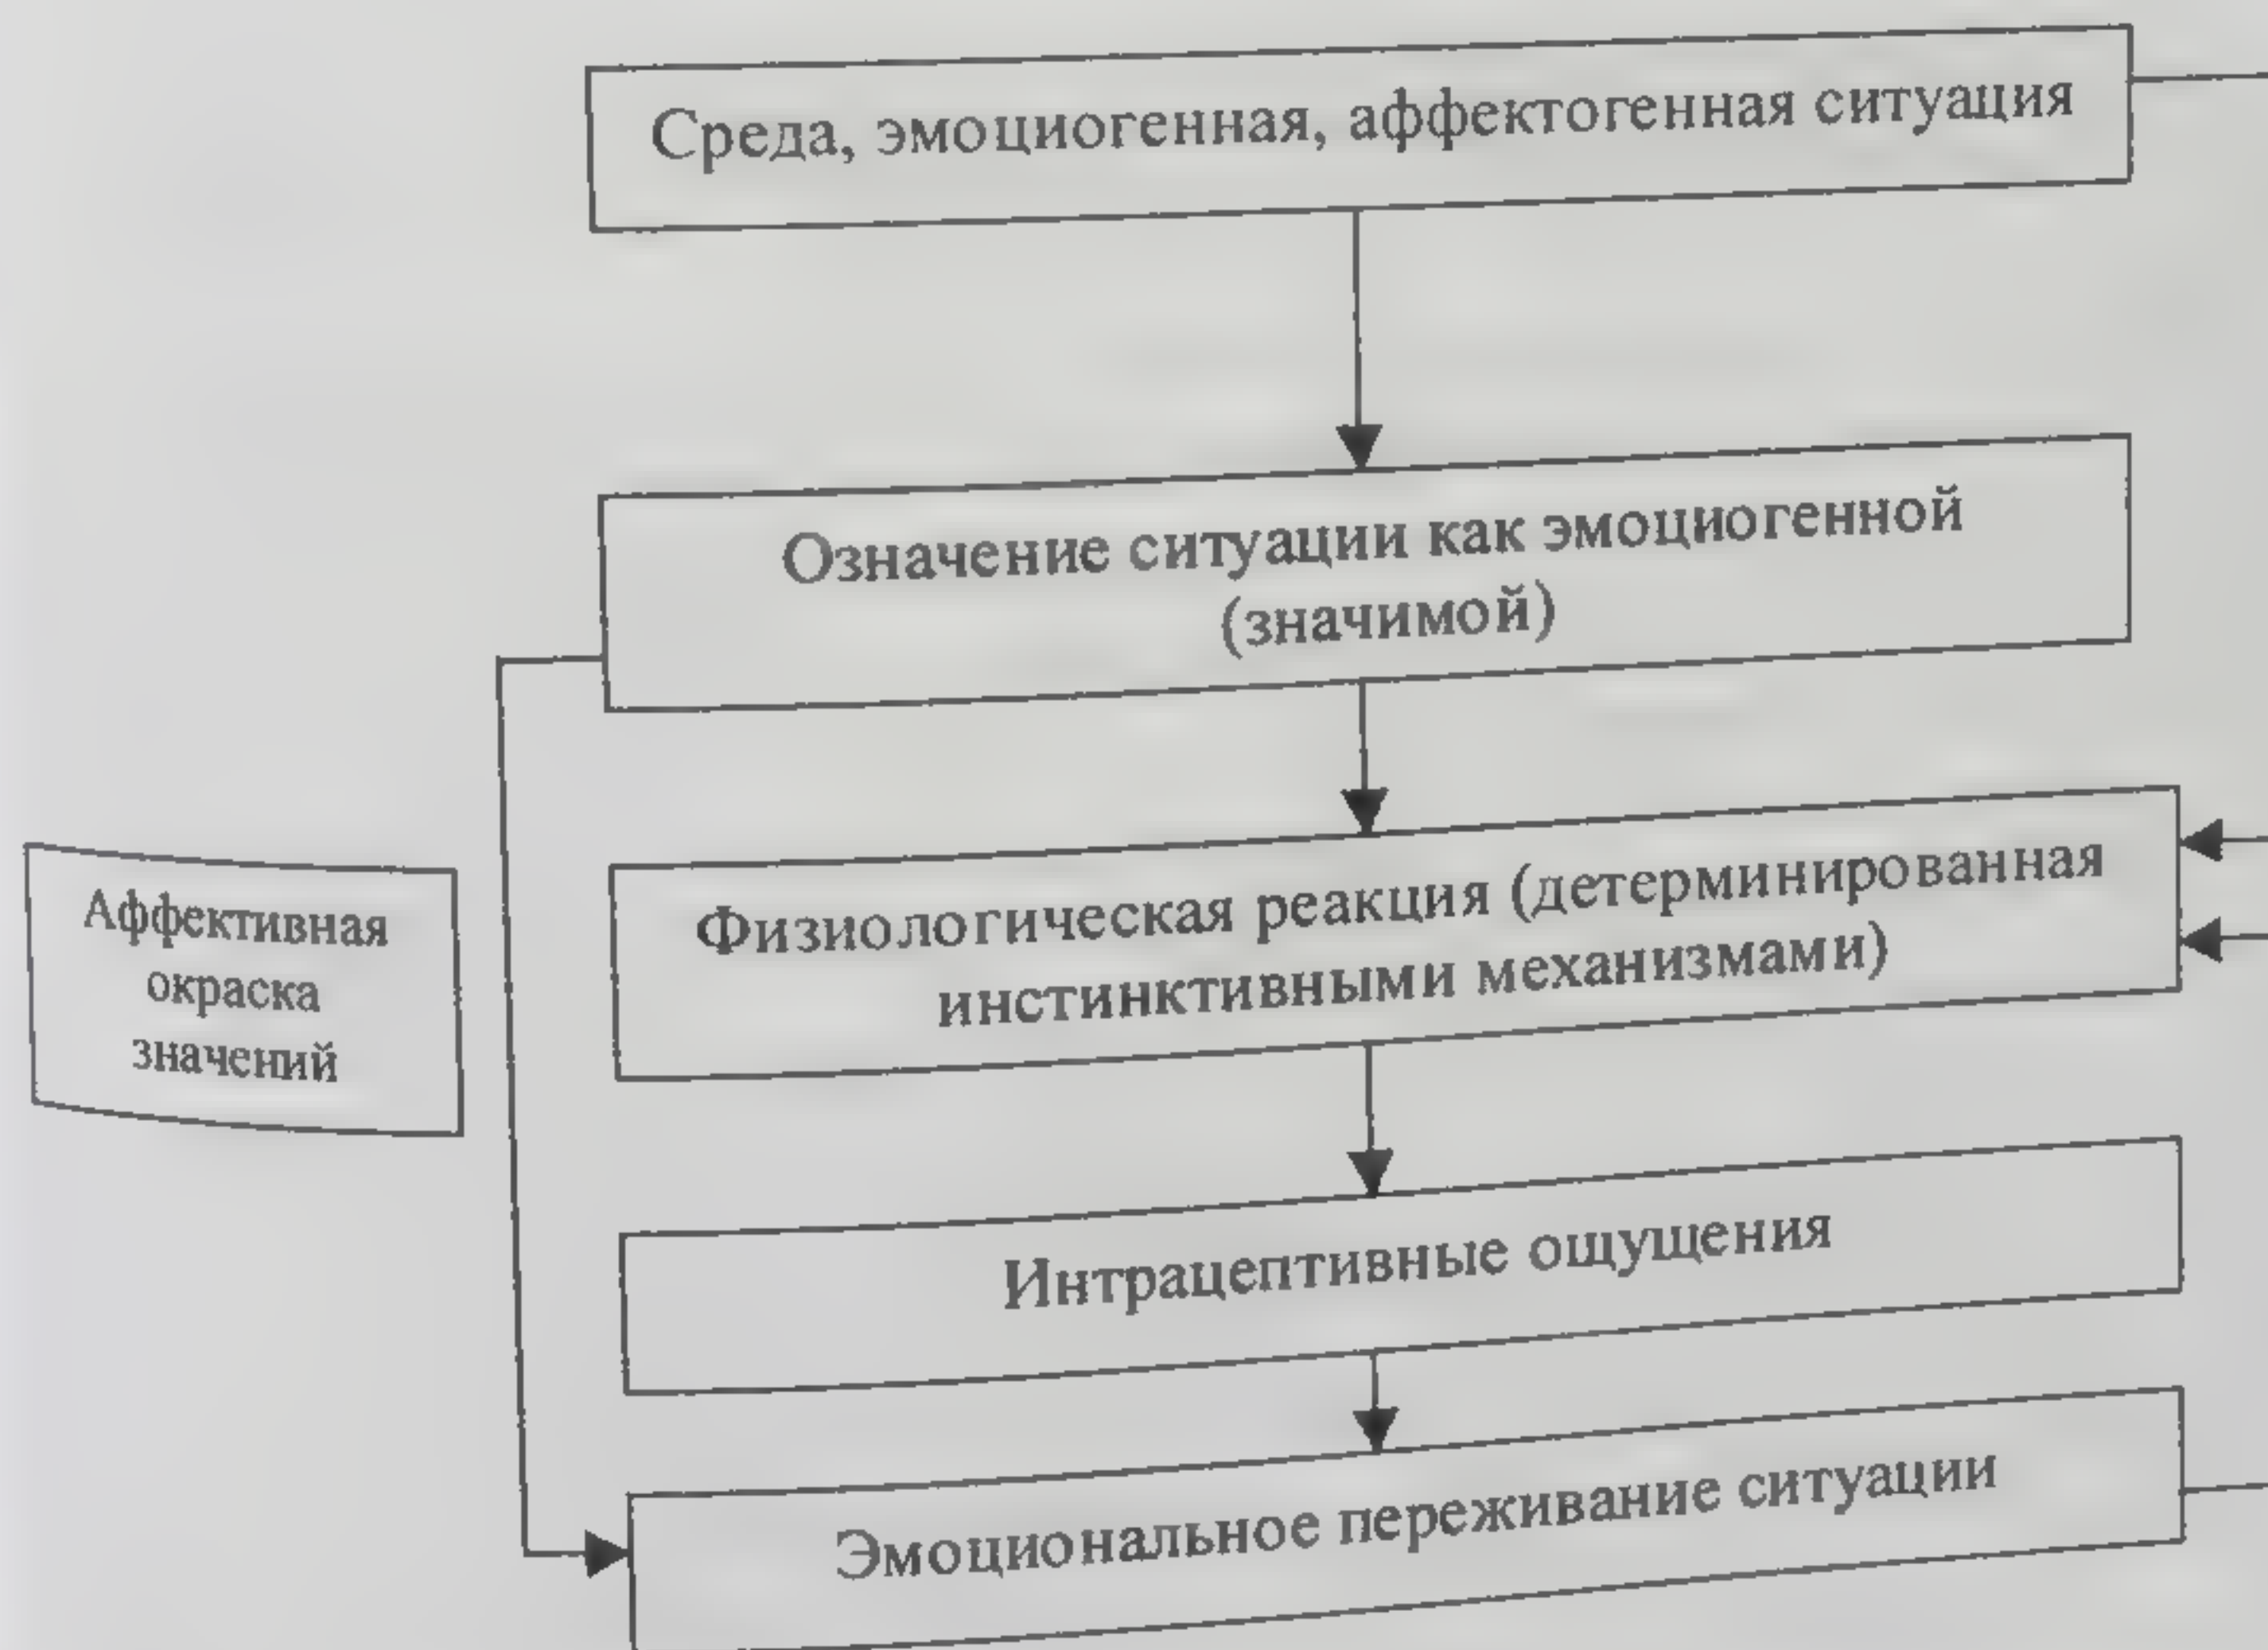 Среда, эмоциогенная, аффектогенная ситуация
Означение ситуации как эмоциогенной
(значимой)
Аффективная
окраска
значений
Физиологическая реакция (детерминированная
инстинктивными механизмами)
Интрацептивные ощущения
Эмоциональное переживание ситуации